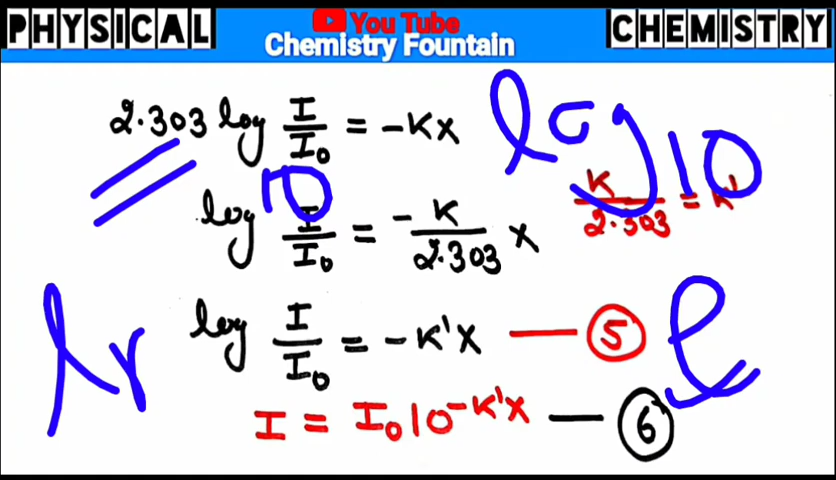 PHYSICAL
You Tube
Chemistry Fountain
CHEMISTRY
2.303 log I/I₀ = -Kx
log10
log 10 I/I₀ = -K/2.303 x
K/2.303 = K'
log I/I₀ = -K'x — 5
I = I₀10^-K'x — 6
e